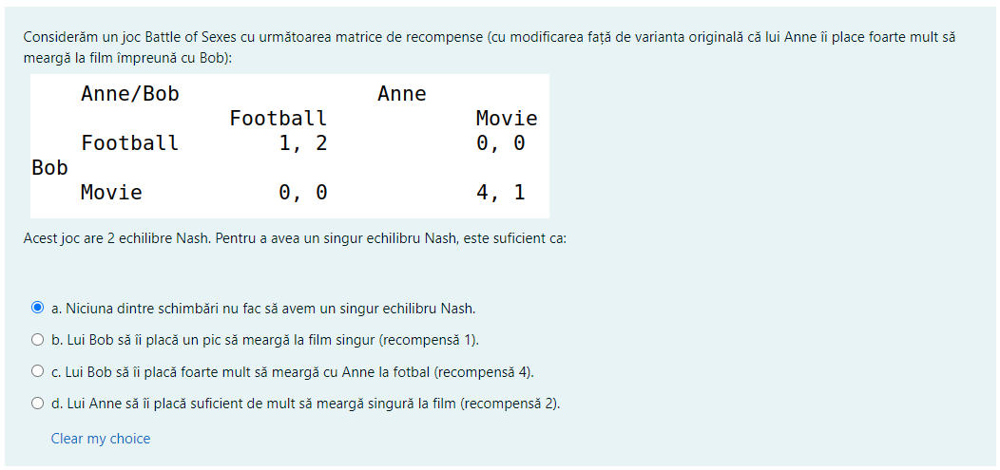 Considerăm un joc Battle of Sexes cu următoarea matrice de recompense (cu modificarea față de varianta originală că lui Anne îi place foarte mult să
meargă la film împreună cu Bob):
Anne/Bob Anne
Football Movie
Football 1, 2 0, 0
Bob
Movie 0, 0 4, 1
Acest joc are 2 echilibre Nash. Pentru a avea un singur echilibru Nash, este suficient ca:
a. Niciuna dintre schimbări nu fac să avem un singur echilibru Nash.
b. Lui Bob să îi placă un pic să meargă la film singur (recompensă 1).
c. Lui Bob să îi placă foarte mult să meargă cu Anne la fotbal (recompensă 4).
d. Lui Anne să îi placă suficient de mult să meargă singură la film (recompensă 2).
Clear my choice